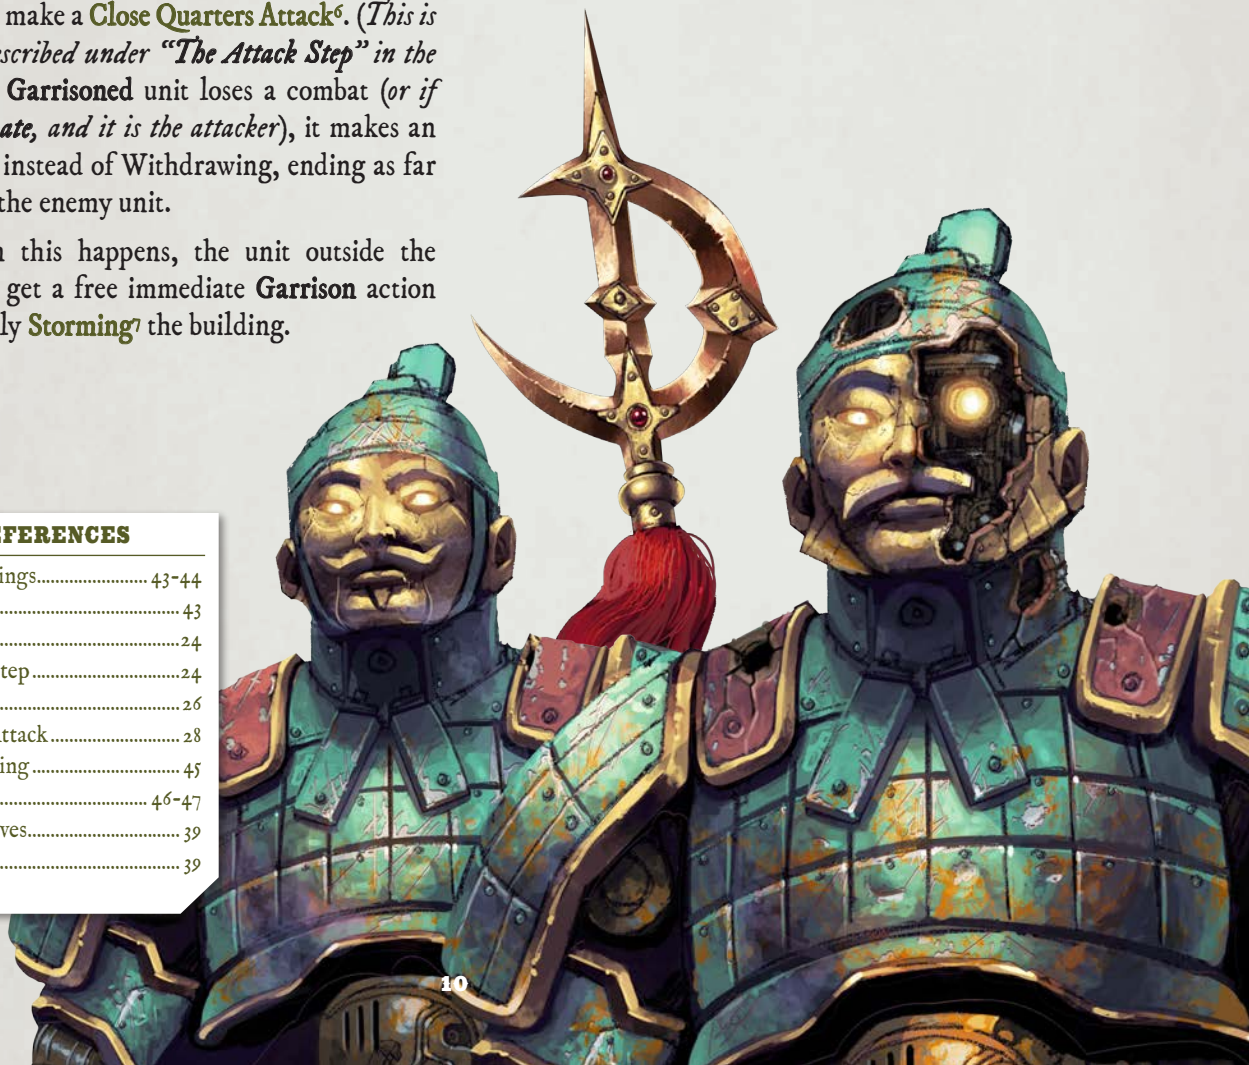 make a Close Quarters Attack⁶. (This is
scribed under “The Attack Step” in the
Garrisoned unit loses a combat (or if
ate, and it is the attacker), it makes an
instead of Withdrawing, ending as far
the enemy unit.
this happens, the unit outside the
get a free immediate Garrison action
ly Storming⁷ the building.
FERENCES
ings........................ 43-44
................................ 43
................................ 24
tep................................ 24
................................ 26
ttack............................ 28
ing................................ 45
............................ 46-47
ves................................ 39
................................ 39
10